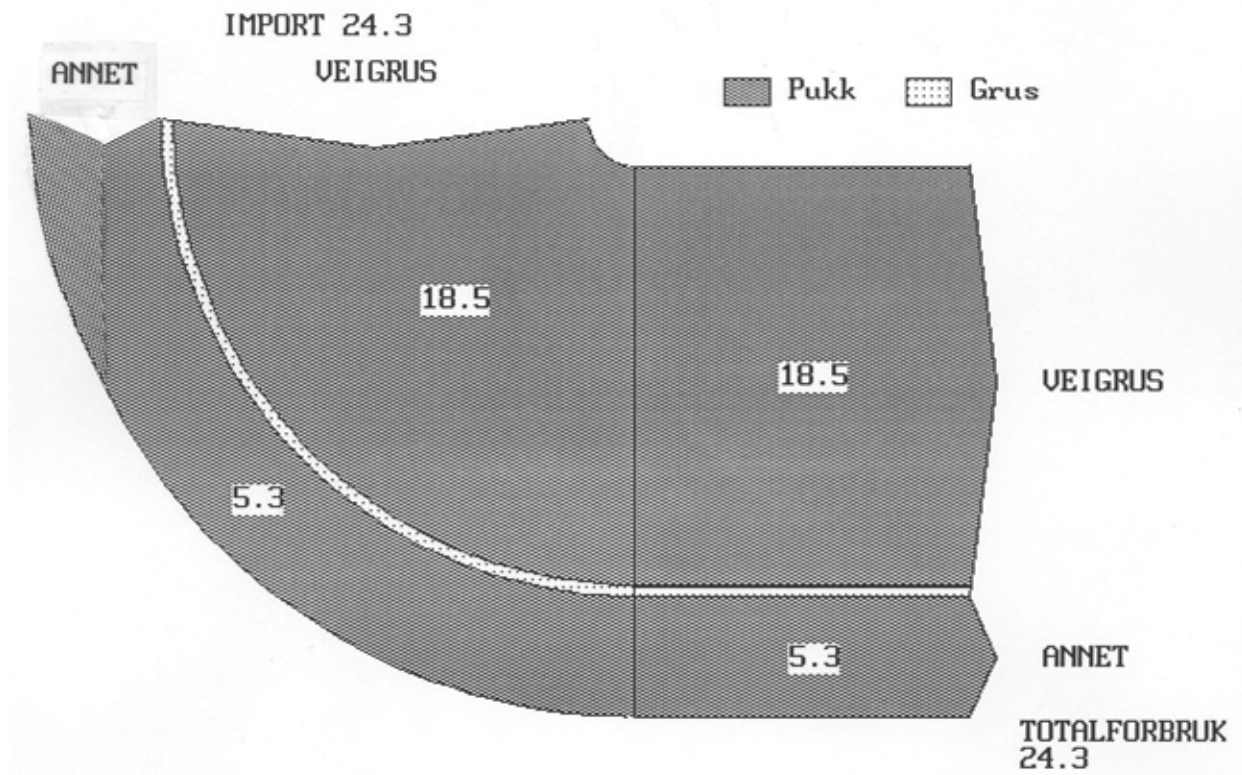 IMPORT 24.3
ANNET
VEIGRUS
Pukk
Grus
18.5
18.5
VEIGRUS
5.3
5.3
ANNET
TOTALFORBRUK
24.3